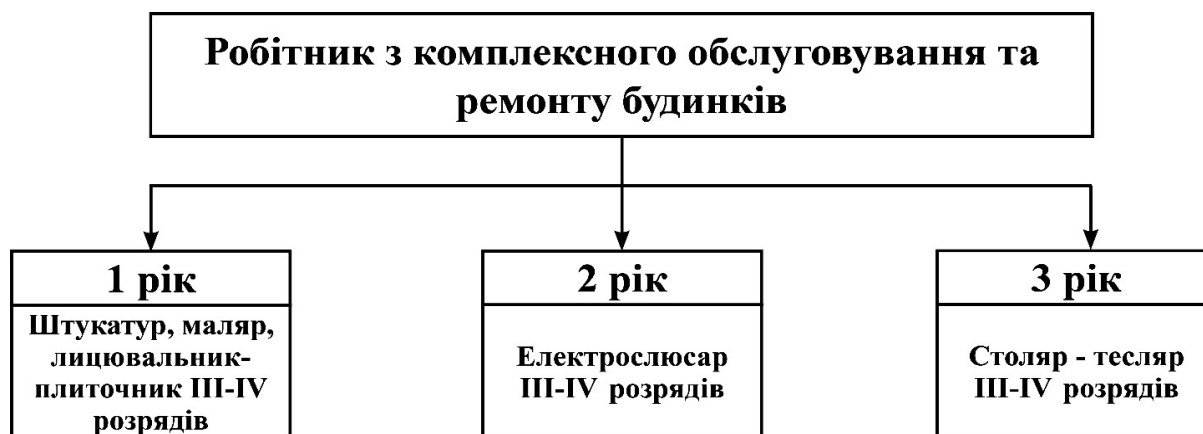 Робітник з комплексного обслуговування та
ремонту будинків
1 рік
Штукатур, маляр,
лицювальник-
плиточник III-IV
розрядів
2 рік
Електрослюсар
III-IV розрядів
3 рік
Столяр - тесляр
III-IV розрядів